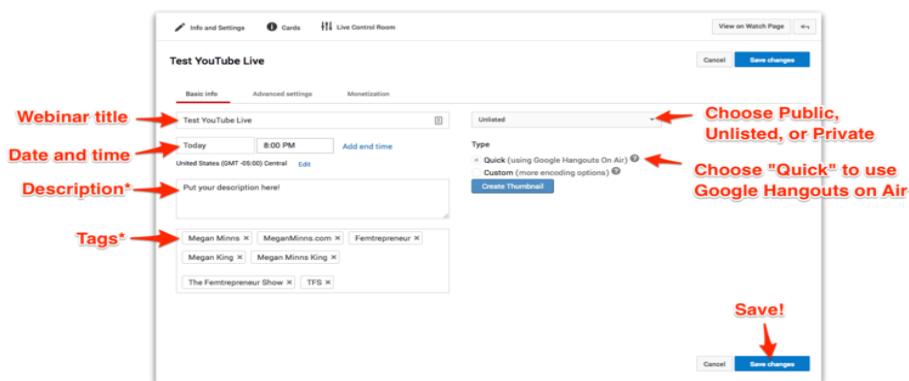 Info and Settings Cards Live Control Room View on Watch Page
Test YouTube Live Cancel Save changes
Basic info Advanced settings Monetization
Webinar title Test YouTube Live Unlisted Choose Public,
Unlisted, or Private
Date and time Today 8:00 PM Add end time Type
United States (GMT -05:00) Central Edit Quick (using Google Hangouts On Air) Choose "Quick" to use
Google Hangouts on Air
Custom (more encoding options)
Description* Put your description here! Create Thumbnail
Tags* Megan Minns × MeganMinns.com × Femtrepreneur ×
Megan King × Megan Minns King ×
The Femtrepreneur Show × TFS ×
Save!
Cancel Save changes